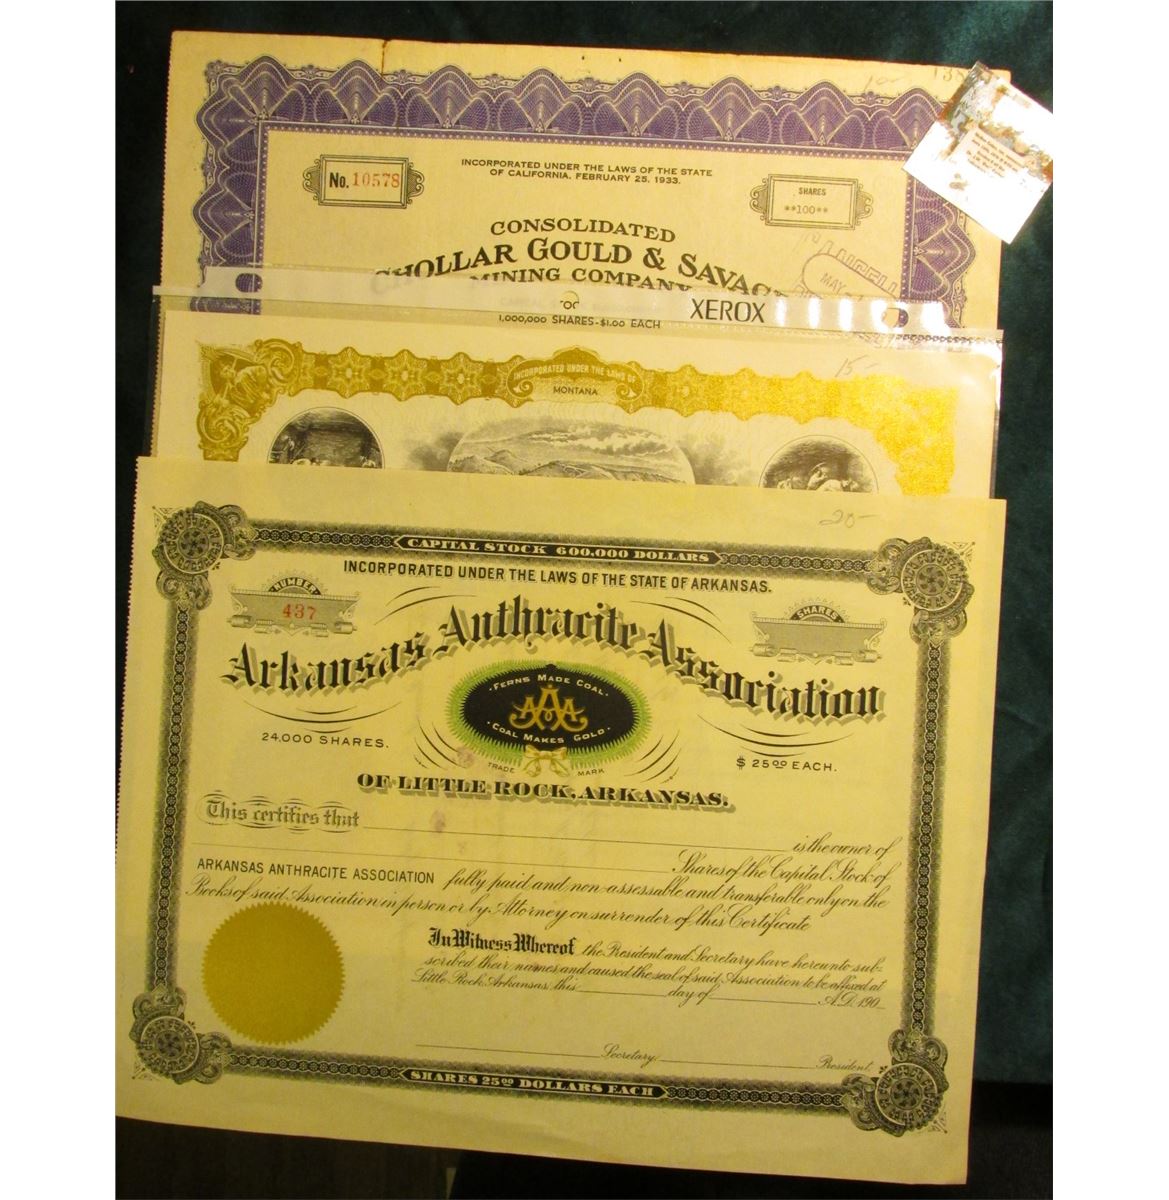 10-
138
INCORPORATED UNDER THE LAWS OF THE STATE
OF CALIFORNIA, FEBRUARY 25, 1933.
No. 10578
SHARES
**100**
CONSOLIDATED
CHOLLAR GOULD & SAVAGE
MINING COMPANY
MAY
XEROX
1,000,000 SHARES-$1.00 EACH
15-
INCORPORATED UNDER THE LAWS OF
MONTANA
20-
CAPITAL STOCK 600,000 DOLLARS
INCORPORATED UNDER THE LAWS OF THE STATE OF ARKANSAS.
NUMBER
437
SHARES
Arkansas Anthracite Association
FERNS MADE COAL.
AAA
COAL MAKES GOLD.
TRADE MARK
24,000 SHARES.
$25.00 EACH.
OF LITTLE ROCK, ARKANSAS.
This certifies that
is the owner of
Shares of the Capital Stock of
ARKANSAS ANTHRACITE ASSOCIATION fully paid and non-assessable and transferable only on the
Books of said Association in person or by Attorney on surrender of this Certificate
In Witness Whereof the President and Secretary have hereunto sub-
scribed their names and caused the seal of said Association to be affixed at
Little Rock, Arkansas, this day of A.D. 190
Secretary. President.
SHARES 25.00 DOLLARS EACH